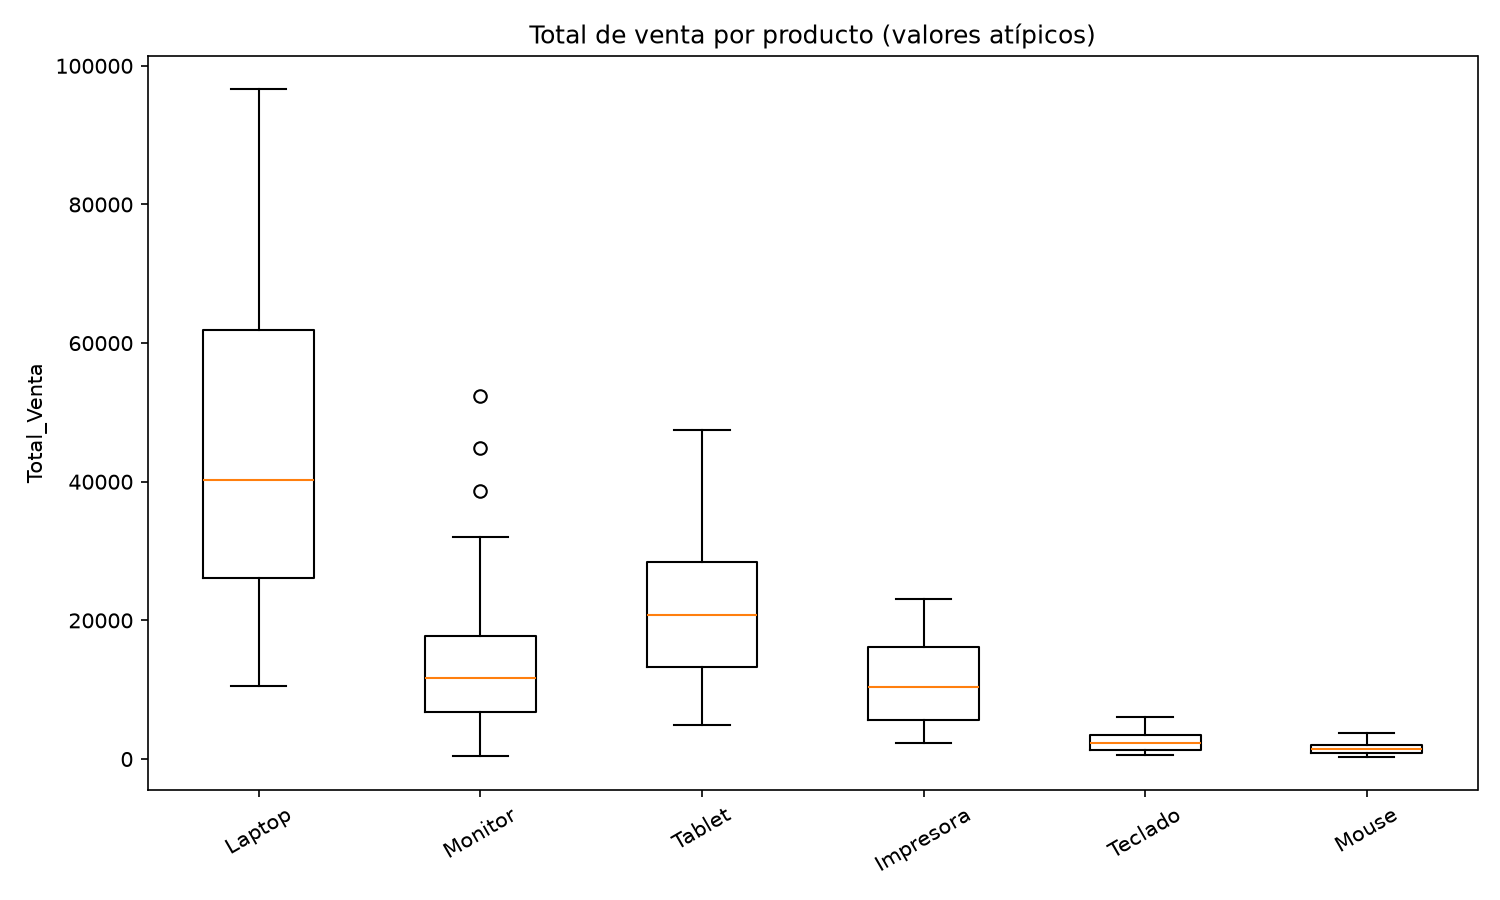 Total de venta por producto (valores atípicos)
Total_Venta
100000
80000
60000
40000
20000
0
Laptop
Monitor
Tablet
Impresora
Teclado
Mouse